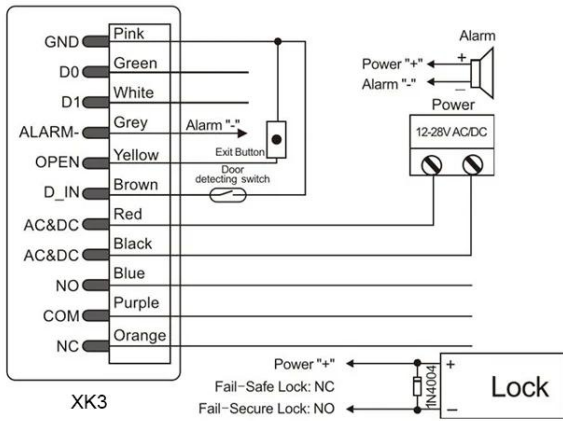 GND Pink
D0 Green
D1 White
ALARM- Grey Alarm "-"
OPEN Yellow Exit Button
Door
detecting switch
D_IN Brown
AC&DC Red
AC&DC Black
NO Blue
COM Purple
NC Orange
XK3
Alarm
Power "+" +
Alarm "-" _
Power
12-28V AC/DC
Power "+" +
Fail-Safe Lock: NC
Fail-Secure Lock: NO −
1N4004
Lock